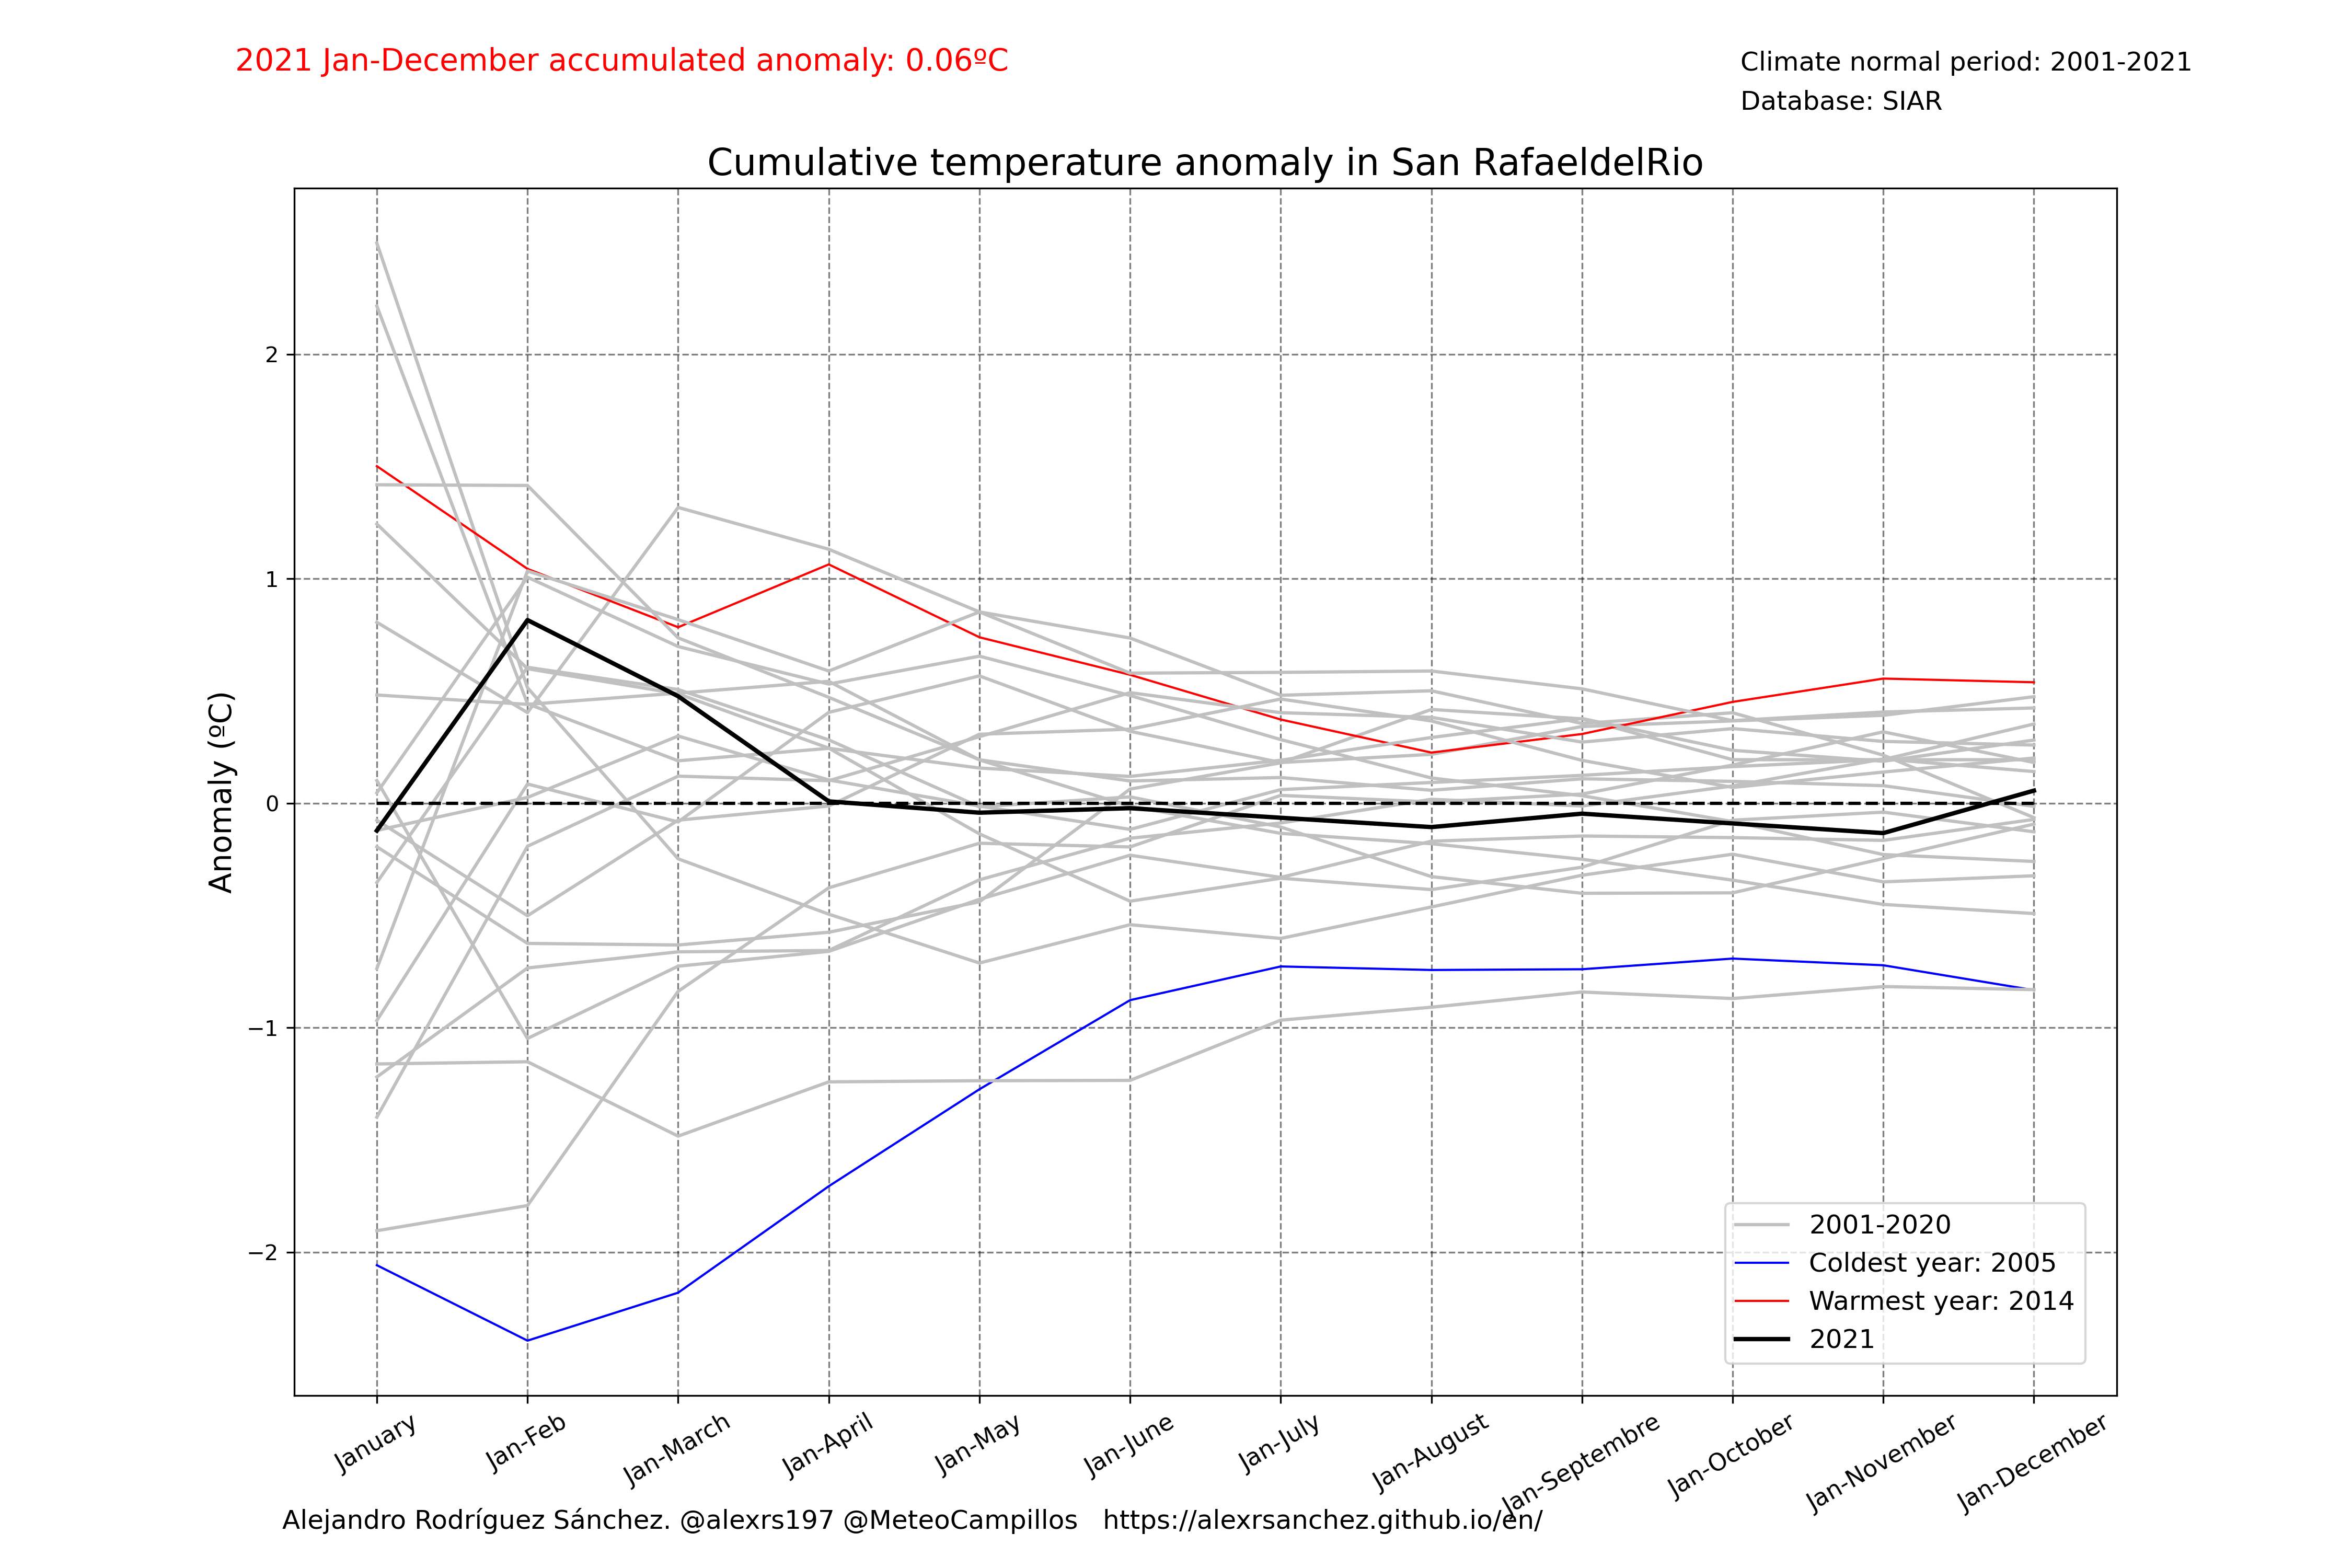 2021 Jan-December accumulated anomaly: 0.06ºC
Climate normal period: 2001-2021
Database: SIAR
Cumulative temperature anomaly in San RafaeldelRio
Anomaly (ºC)
2
1
0
−1
−2
2001-2020
Coldest year: 2005
Warmest year: 2014
2021
January
Jan-Feb
Jan-March
Jan-April
Jan-May
Jan-June
Jan-July
Jan-August
Jan-Septembre
Jan-October
Jan-November
Jan-December
Alejandro Rodríguez Sánchez. @alexrs197 @MeteoCampillos   https://alexrsanchez.github.io/en/